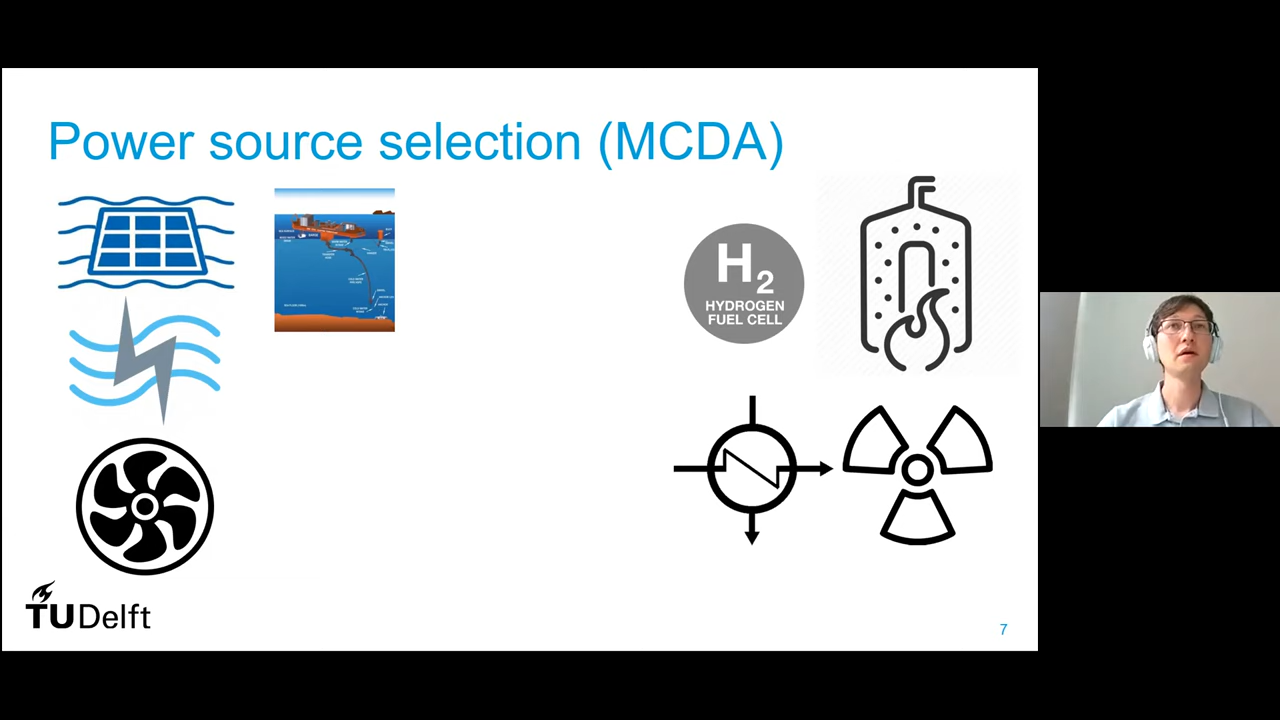 Power source selection (MCDA)
H2
HYDROGEN
FUEL CELL
TUDelft
7